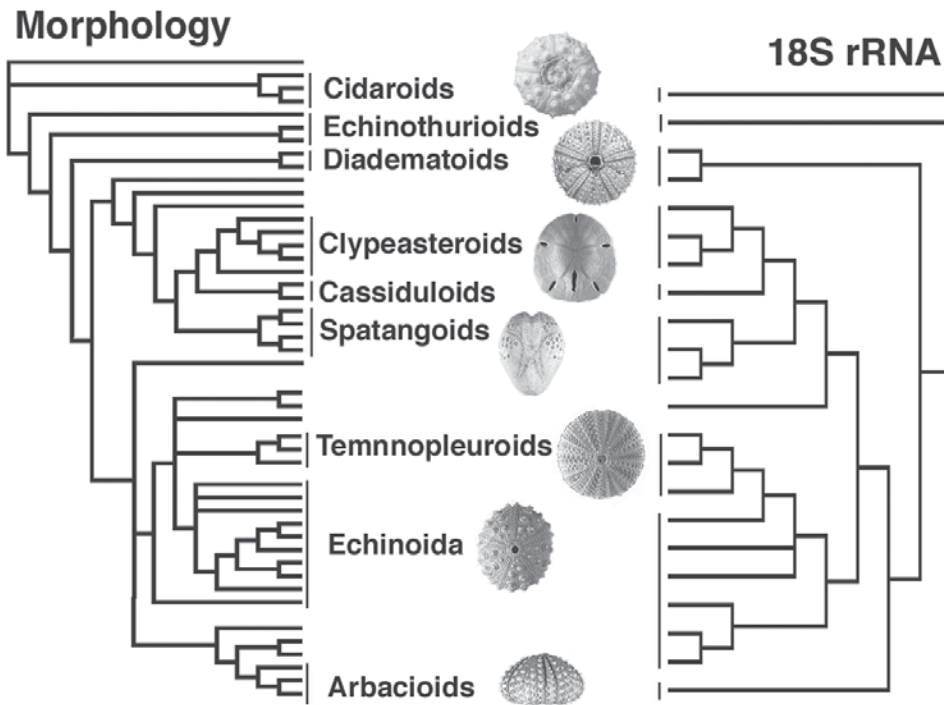 Morphology
18S rRNA
Cidaroids
Echinothurioids
Diadematoids
Clypeasteroids
Cassiduloids
Spatangoids
Temnnopleuroids
Echinoida
Arbacioids